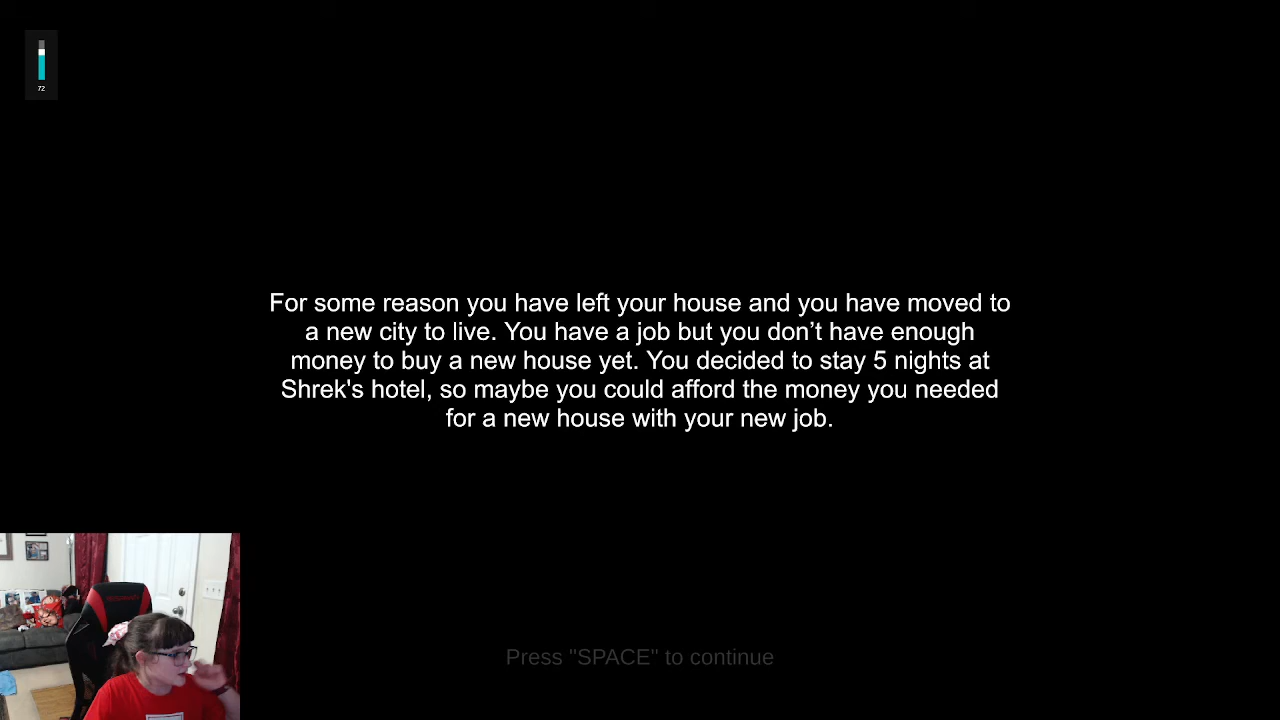 72
For some reason you have left your house and you have moved to
a new city to live. You have a job but you don’t have enough
money to buy a new house yet. You decided to stay 5 nights at
Shrek's hotel, so maybe you could afford the money you needed
for a new house with your new job.
Press "SPACE" to continue